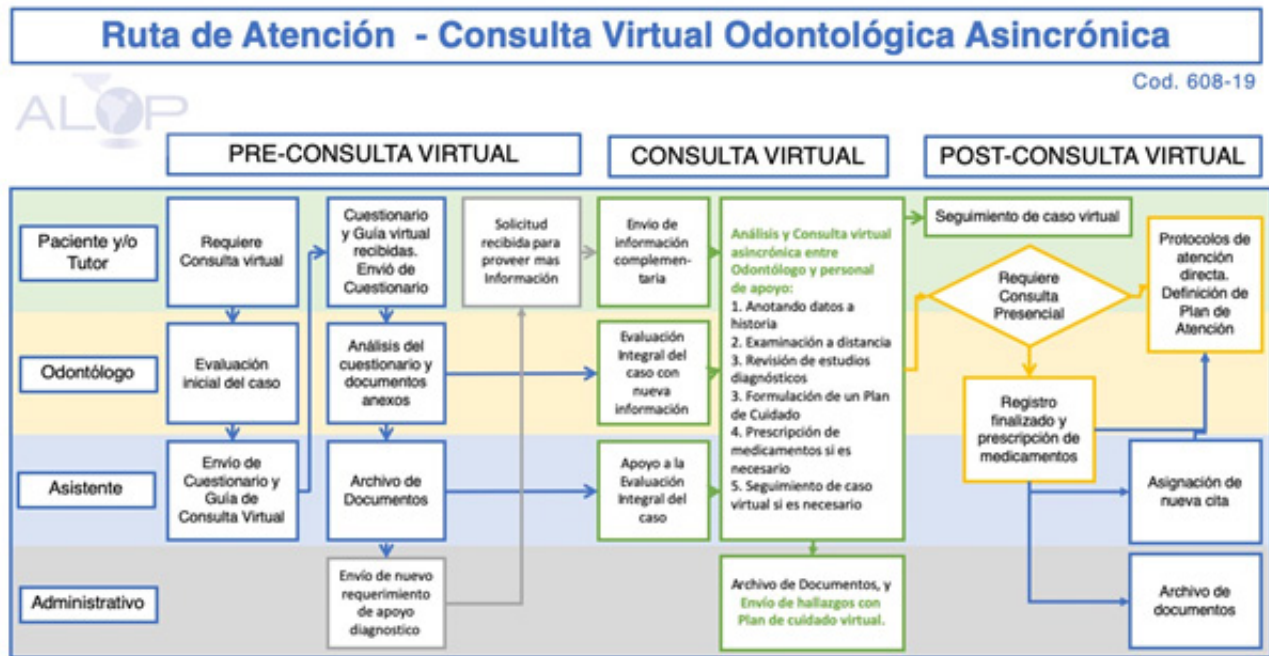 Ruta de Atención - Consulta Virtual Odontológica Asincrónica
Cod. 608-19
ALOP
PRE-CONSULTA VIRTUAL
CONSULTA VIRTUAL
POST-CONSULTA VIRTUAL
Paciente y/o
Tutor
Requiere
Consulta virtual
Cuestionario
y Guía virtual
recibidas.
Envió de
Cuestionario
Solicitud
recibida para
proveer mas
Información
Envio de
información
complemen-
taria
Análisis y Consulta virtual
asincrónica entre
Odontólogo y personal
de apoyo:
1. Anotando datos a
historia
2. Examinación a distancia
3. Revisión de estudios
diagnósticos
3. Formulación de un Plan
de Cuidado
4. Prescripción de
medicamentos si es
necesario
5. Seguimiento de caso
virtual si es necesario
Seguimiento de caso virtual
Requiere
Consulta
Presencial
Protocolos de
atención
directa.
Definición de
Plan de
Atención
Odontólogo
Evaluación
inicial del caso
Análisis del
cuestionario y
documentos
anexos
Evaluación
Integral del
caso con
nueva
información
Registro
finalizado y
prescripción de
medicamentos
Asistente
Envío de
Cuestionario y
Guía de
Consulta Virtual
Archivo de
Documentos
Apoyo a la
Evaluación
Integral del
caso
Asignación de
nueva cita
Administrativo
Envío de nuevo
requerimiento
de apoyo
diagnostico
Archivo de Documentos, y
Envío de hallazgos con
Plan de cuidado virtual.
Archivo de
documentos